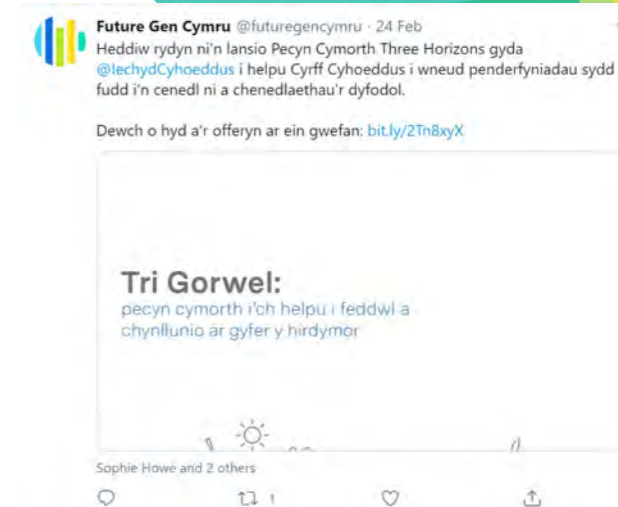 Future Gen Cymru @futuregencymru · 24 Feb
Heddiw rydyn ni'n lansio Pecyn Cymorth Three Horizons gyda
@IechydCyhoeddus i helpu Cyrff Cyhoeddus i wneud penderfyniadau sydd
fudd i'n cenedl ni a chenedlaethau'r dyfodol.
Dewch o hyd a'r offeryn ar ein gwefan: bit.ly/2Tn8xyX
Tri Gorwel:
pecyn cymorth i'ch helpu i feddwl a
chynllunio ar gyfer y hirdymor
Sophie Howe and 2 others
1